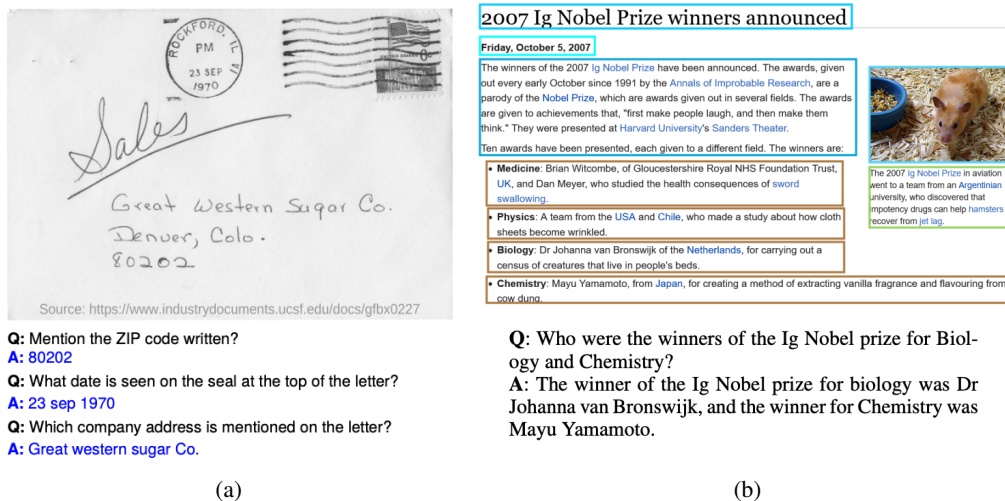 ROCKFORD, IL
PM
23 SEP
1970
Sales
Great Western Sugar Co.
Denver, Colo.
80202
Source: https://www.industrydocuments.ucsf.edu/docs/gfbx0227
Q: Mention the ZIP code written?
A: 80202
Q: What date is seen on the seal at the top of the letter?
A: 23 sep 1970
Q: Which company address is mentioned on the letter?
A: Great western sugar Co.
(a)
2007 Ig Nobel Prize winners announced
Friday, October 5, 2007
The winners of the 2007 Ig Nobel Prize have been announced. The awards, given
out every early October since 1991 by the Annals of Improbable Research, are a
parody of the Nobel Prize, which are awards given out in several fields. The awards
are given to achievements that, "first make people laugh, and then make them
think." They were presented at Harvard University's Sanders Theater.
Ten awards have been presented, each given to a different field. The winners are:
• Medicine: Brian Witcombe, of Gloucestershire Royal NHS Foundation Trust,
UK, and Dan Meyer, who studied the health consequences of sword
swallowing.
• Physics: A team from the USA and Chile, who made a study about how cloth
sheets become wrinkled.
• Biology: Dr Johanna van Bronswijk of the Netherlands, for carrying out a
census of creatures that live in people's beds.
• Chemistry: Mayu Yamamoto, from Japan, for creating a method of extracting vanilla fragrance and flavouring from
cow dung.
The 2007 Ig Nobel Prize in aviation
went to a team from an Argentinian
university, who discovered that
impotency drugs can help hamsters
recover from jet lag.
Q: Who were the winners of the Ig Nobel prize for Biol-
ogy and Chemistry?
A: The winner of the Ig Nobel prize for biology was Dr
Johanna van Bronswijk, and the winner for Chemistry was
Mayu Yamamoto.
(b)